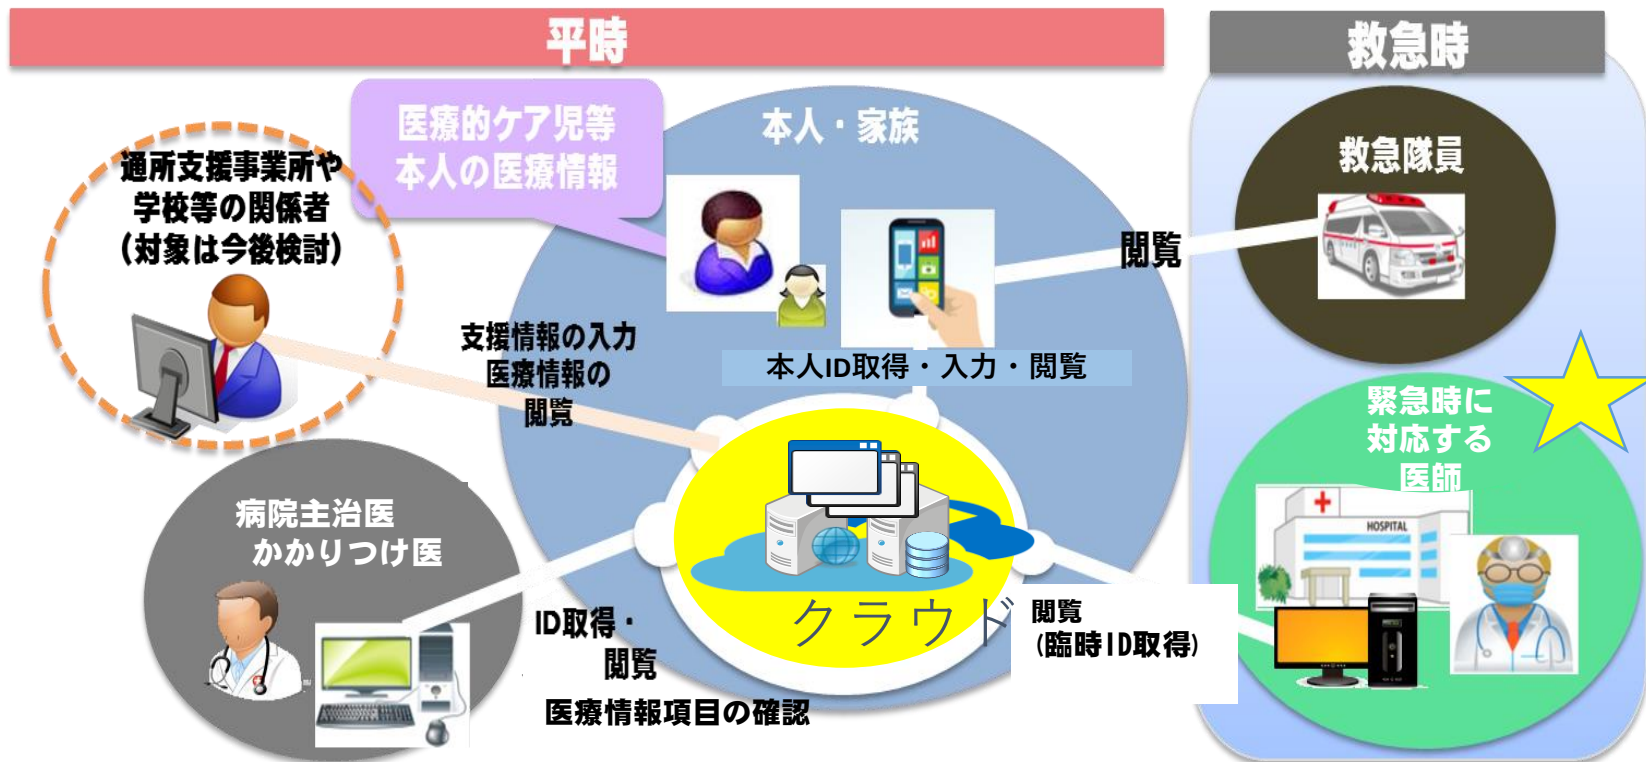 平時
救急時
医療的ケア児等
本人の医療情報
本人・家族
通所支援事業所や
学校等の関係者
(対象は今後検討)
救急隊員
閲覧
支援情報の入力
医療情報の
閲覧
本人ID取得・入力・閲覧
緊急時に
対応する
医師
HOSPITAL
病院主治医
かかりつけ医
クラウド
ID取得・
閲覧
医療情報項目の確認
閲覧
(臨時ID取得)